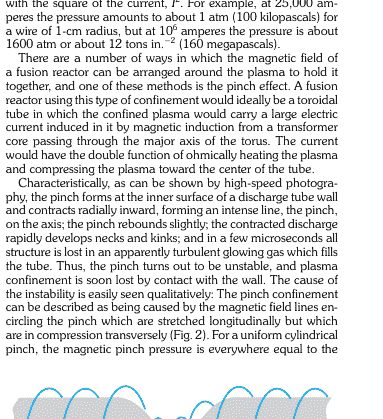 with the square of the current, I². For example, at 25,000 am-
peres the pressure amounts to about 1 atm (100 kilopascals) for
a wire of 1-cm radius, but at 10⁶ amperes the pressure is about
1600 atm or about 12 tons in.⁻² (160 megapascals).
There are a number of ways in which the magnetic field of
a fusion reactor can be arranged around the plasma to hold it
together, and one of these methods is the pinch effect. A fusion
reactor using this type of confinement would ideally be a toroidal
tube in which the confined plasma would carry a large electric
current induced in it by magnetic induction from a transformer
core passing through the major axis of the torus. The current
would have the double function of ohmically heating the plasma
and compressing the plasma toward the center of the tube.
Characteristically, as can be shown by high-speed photogra-
phy, the pinch forms at the inner surface of a discharge tube wall
and contracts radially inward, forming an intense line, the pinch,
on the axis; the pinch rebounds slightly; the contracted discharge
rapidly develops necks and kinks; and in a few microseconds all
structure is lost in an apparently turbulent glowing gas which fills
the tube. Thus, the pinch turns out to be unstable, and plasma
confinement is soon lost by contact with the wall. The cause of
the instability is easily seen qualitatively: The pinch confinement
can be described as being caused by the magnetic field lines en-
circling the pinch which are stretched longitudinally but which
are in compression transversely (Fig. 2). For a uniform cylindrical
pinch, the magnetic pinch pressure is everywhere equal to the